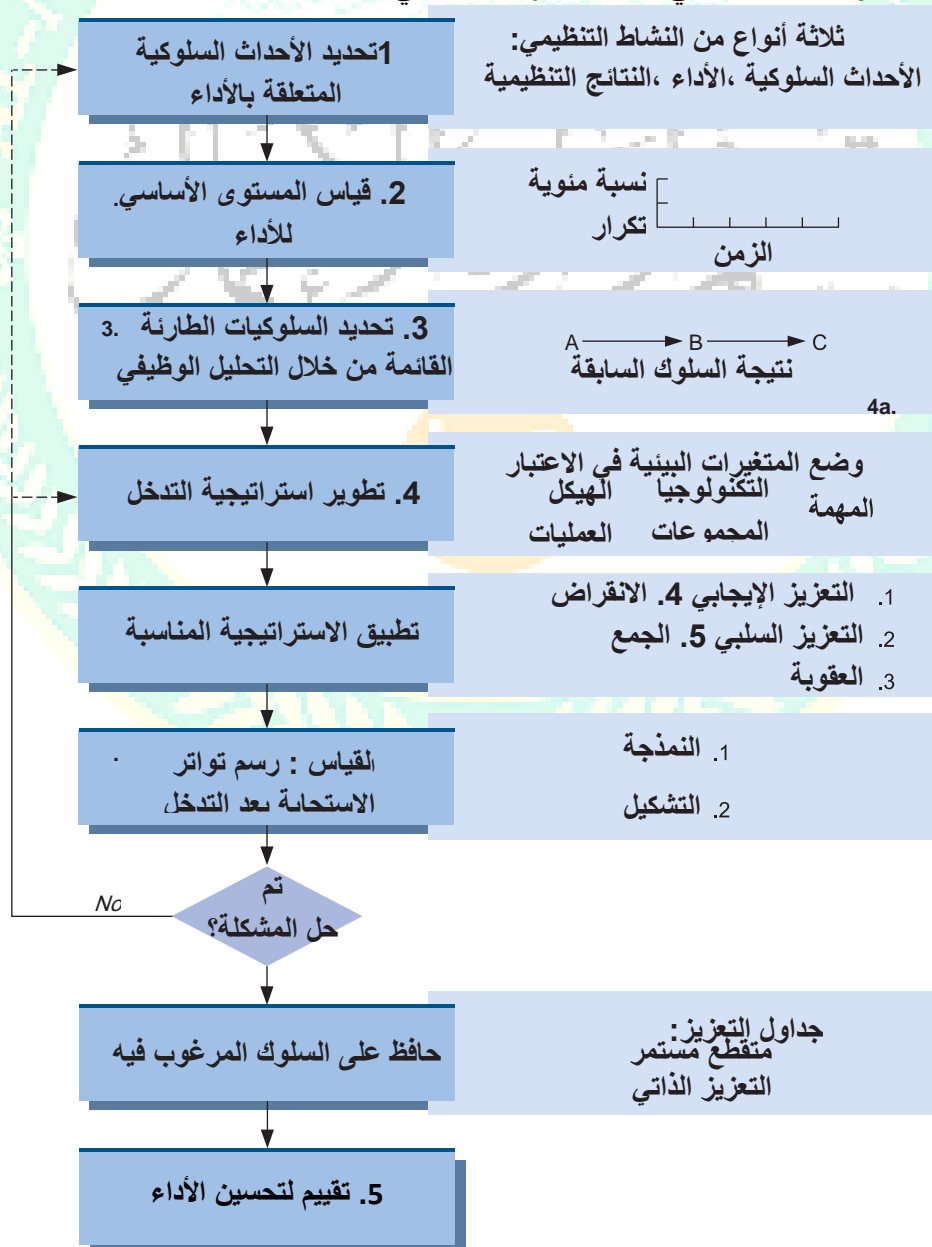 1تحديد الأحداث السلوكية
المتعلقة بالأداء
ثلاثة أنواع من النشاط التنظيمي:
الأحداث السلوكية ،الأداء ،النتائج التنظيمية
2. قياس المستوى الأساسي.
للأداء
نسبة مئوية
تكرار
الزمن
3. تحديد السلوكيات الطارئة .3
القائمة من خلال التحليل الوظيفي
A B C
نتيجة السلوك السابقة
4a.
4. تطوير استراتيجية التدخل
وضع المتغيرات البيئية في الاعتبار
التكنولوجيا الهيكل
المهمة
المجموعات العمليات
تطبيق الاستراتيجية المناسبة
1. التعزيز الإيجابي 4. الانقراض
2. التعزيز السلبي 5. الجمع
3. العقوبة
القياس : رسم تواتر .
الاستجابة بعد التدخل
1. النمذجة
2. التشكيل
تم
حل المشكلة؟
No
حافظ على السلوك المرغوب فيه
جداول التعزيز:
متقطع مستمر
التعزيز الذاتي
5. تقييم لتحسين الأداء